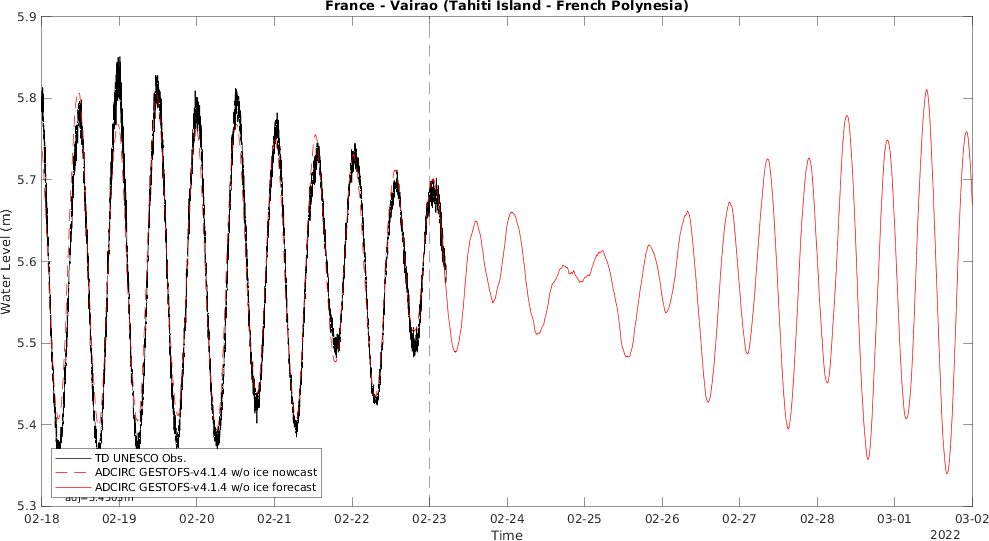 France - Vairao (Tahiti Island - French Polynesia)
5.9
5.8
5.7
5.6
5.5
5.4
5.3
Water Level (m)
TD UNESCO Obs.
ADCIRC GESTOFS-v4.1.4 w/o ice nowcast
ADCIRC GESTOFS-v4.1.4 w/o ice forecast
02-18 02-19 02-20 02-21 02-22 02-23 02-24 02-25 02-26 02-27 02-28 03-01 03-02
Time
2022